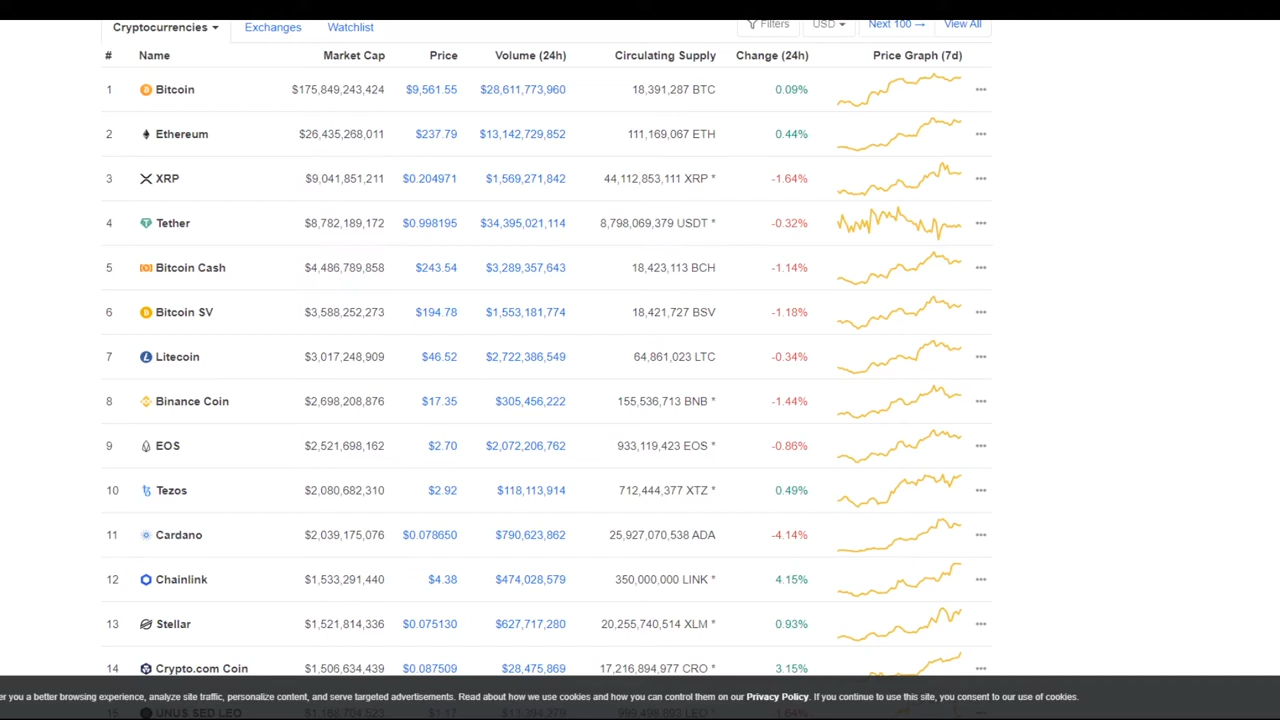 Cryptocurrencies Exchanges Watchlist Filters USD Next 100 → View All
# Name Market Cap Price Volume (24h) Circulating Supply Change (24h) Price Graph (7d)
1 Bitcoin $175,849,243,424 $9,561.55 $28,611,773,960 18,391,287 BTC 0.09%
2 Ethereum $26,435,268,011 $237.79 $13,142,729,852 111,169,067 ETH 0.44%
3 XRP $9,041,851,211 $0.204971 $1,569,271,842 44,112,853,111 XRP * -1.64%
4 Tether $8,782,189,172 $0.998195 $34,395,021,114 8,798,069,379 USDT * -0.32%
5 Bitcoin Cash $4,486,789,858 $243.54 $3,289,357,643 18,423,113 BCH -1.14%
6 Bitcoin SV $3,588,252,273 $194.78 $1,553,181,774 18,421,727 BSV -1.18%
7 Litecoin $3,017,248,909 $46.52 $2,722,386,549 64,861,023 LTC -0.34%
8 Binance Coin $2,698,208,876 $17.35 $305,456,222 155,536,713 BNB * -1.44%
9 EOS $2,521,698,162 $2.70 $2,072,206,762 933,119,423 EOS * -0.86%
10 Tezos $2,080,682,310 $2.92 $118,113,914 712,444,377 XTZ * 0.49%
11 Cardano $2,039,175,076 $0.078650 $790,623,862 25,927,070,538 ADA -4.14%
12 Chainlink $1,533,291,440 $4.38 $474,028,579 350,000,000 LINK * 4.15%
13 Stellar $1,521,814,336 $0.075130 $627,717,280 20,255,740,514 XLM * 0.93%
14 Crypto.com Coin $1,506,634,439 $0.087509 $28,475,869 17,216,894,977 CRO * 3.15%
er you a better browsing experience, analyze site traffic, personalize content, and serve targeted advertisements. Read about how we use cookies and how you can control them on our Privacy Policy. If you continue to use this site, you consent to our use of cookies.
15 UNUS SED LEO